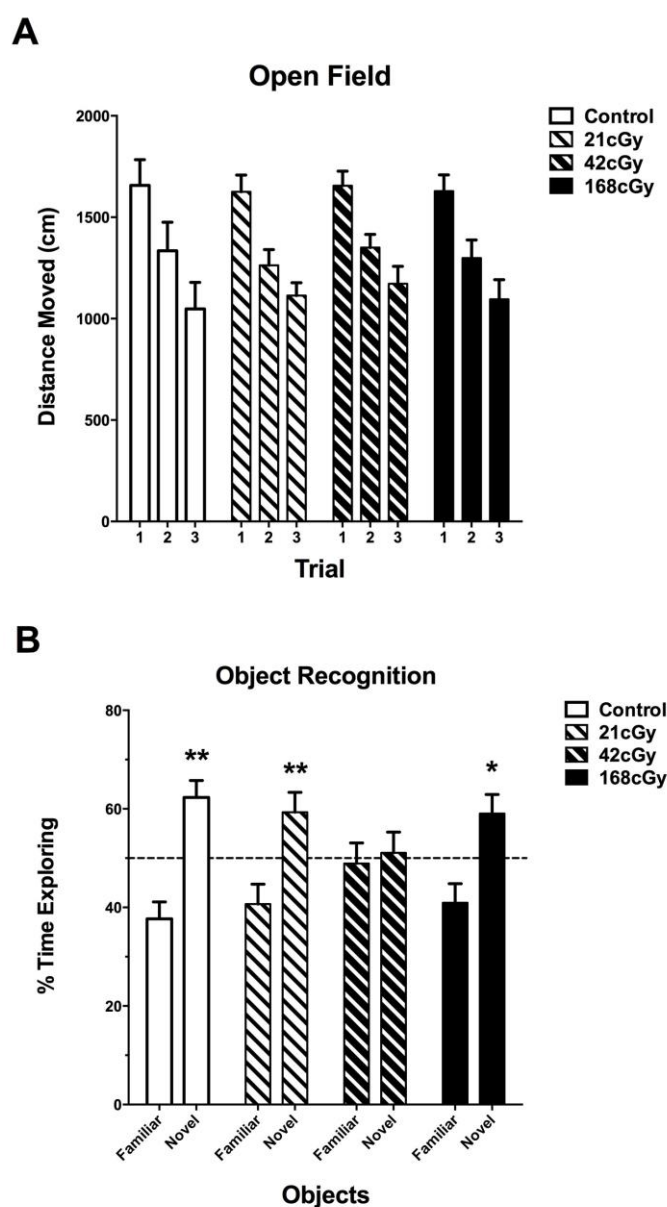 A
Open Field
2000
1500
1000
500
0
Distance Moved (cm)
1 2 3 1 2 3 1 2 3 1 2 3
Trial
Control
21cGy
42cGy
168cGy
B
Object Recognition
80
60
40
20
0
% Time Exploring
** ** *
Familiar Novel Familiar Novel Familiar Novel Familiar Novel
Objects
Control
21cGy
42cGy
168cGy